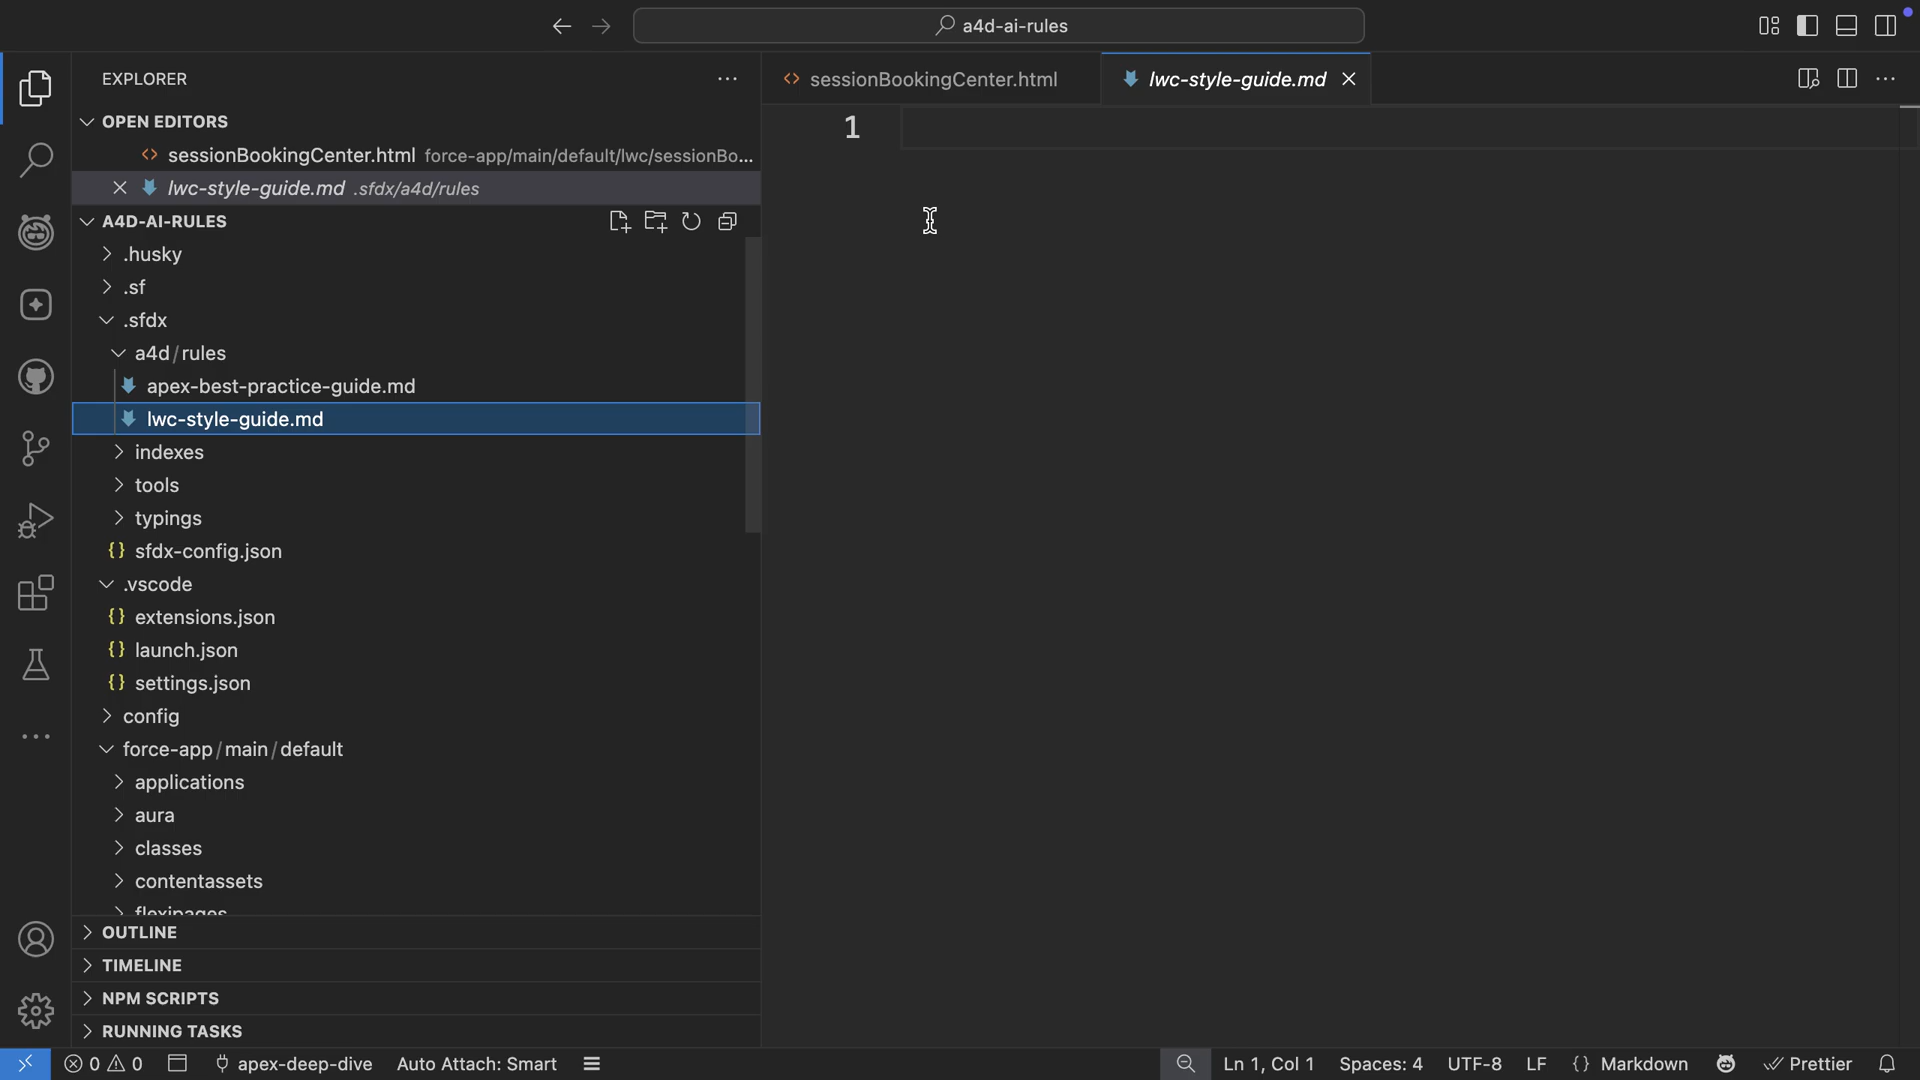 a4d-ai-rules
EXPLORER
sessionBookingCenter.html
lwc-style-guide.md
OPEN EDITORS
sessionBookingCenter.html force-app/main/default/lwc/sessionBo...
lwc-style-guide.md .sfdx/a4d/rules
A4D-AI-RULES
.husky
.sf
.sfdx
a4d/rules
apex-best-practice-guide.md
lwc-style-guide.md
indexes
tools
typings
{} sfdx-config.json
.vscode
{} extensions.json
{} launch.json
{} settings.json
config
force-app/main/default
applications
aura
classes
contentassets
flexipages
OUTLINE
TIMELINE
NPM SCRIPTS
RUNNING TASKS
1
0 0 apex-deep-dive Auto Attach: Smart Ln 1, Col 1 Spaces: 4 UTF-8 LF {} Markdown Prettier